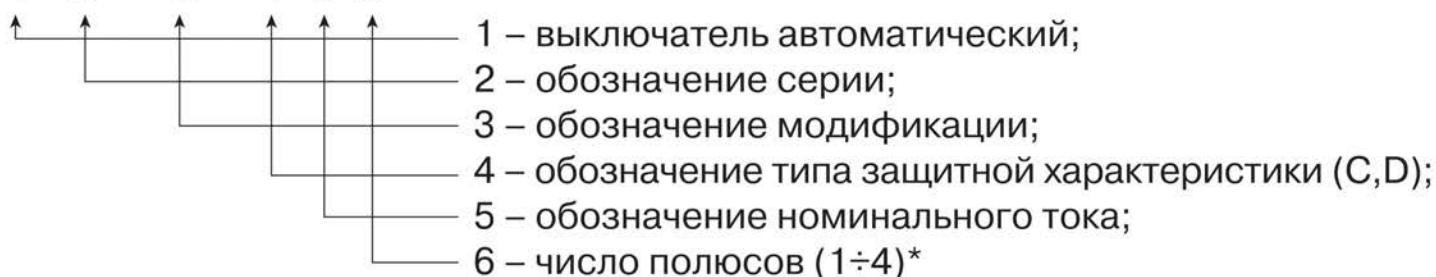 1 – выключатель автоматический;
2 – обозначение серии;
3 – обозначение модификации;
4 – обозначение типа защитной характеристики (C,D);
5 – обозначение номинального тока;
6 – число полюсов (1÷4)*